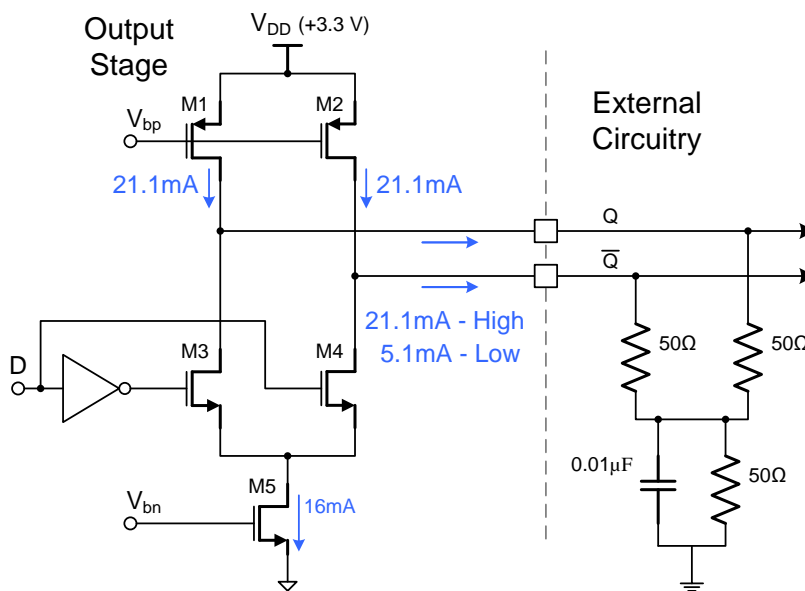 Output
Stage
V_DD (+3.3 V)
M1
M2
V_bp
21.1mA
21.1mA
External
Circuitry
Q
Q̅
21.1mA - High
5.1mA - Low
50Ω
50Ω
D
M3
M4
0.01µF
50Ω
M5
V_bn
16mA